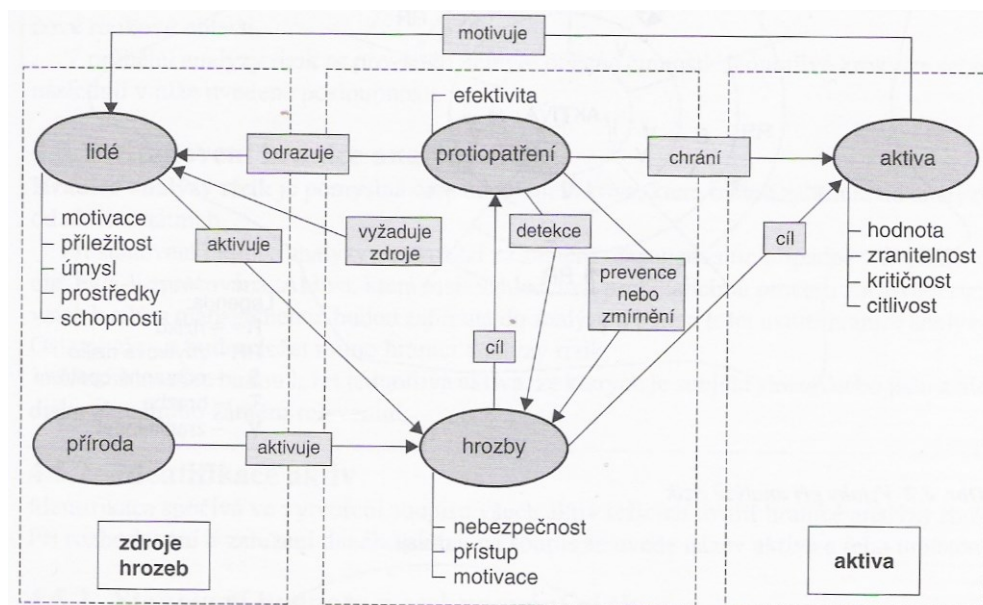 motivuje
efektivita
lidé
odrazuje
protiopatření
chrání
aktiva
motivace
příležitost
úmysl
prostředky
schopnosti
aktivuje
vyžaduje
zdroje
detekce
cíl
hodnota
zranitelnost
kritičnost
citlivost
prevence
nebo
zmírnění
cíl
příroda
aktivuje
hrozby
zdroje
hrozeb
nebezpečnost
přístup
motivace
aktiva